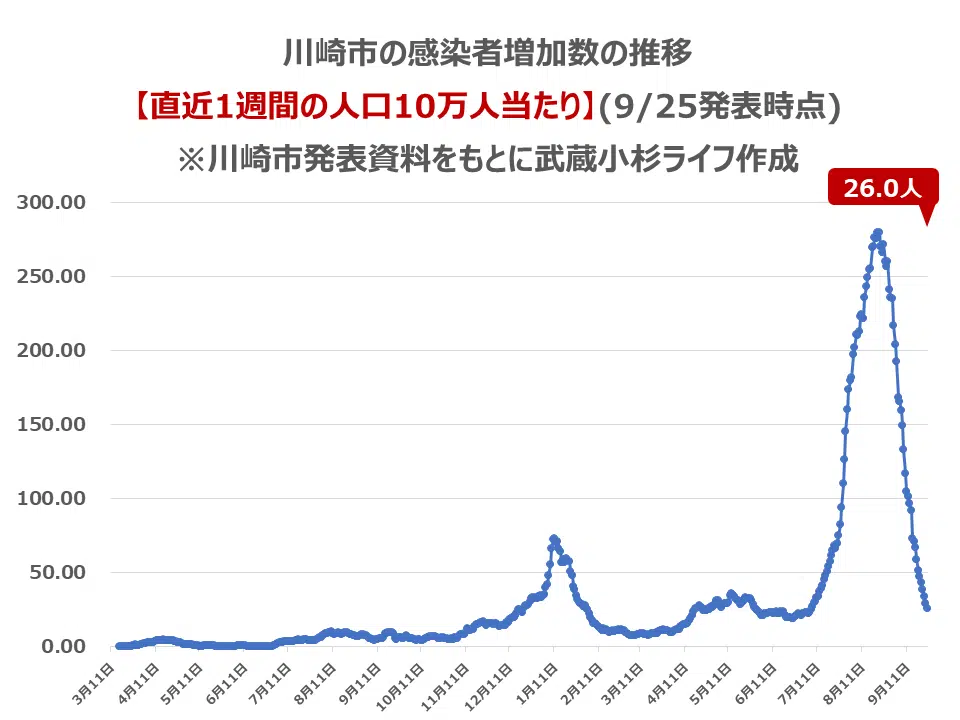 川崎市の感染者増加数の推移
【直近1週間の人口10万人当たり】(9/25発表時点)
※川崎市発表資料をもとに武蔵小杉ライフ作成
26.0人
300.00
250.00
200.00
150.00
100.00
50.00
0.00
3月11日
4月11日
5月11日
6月11日
7月11日
8月11日
9月11日
10月11日
11月11日
12月11日
1月11日
2月11日
3月11日
4月11日
5月11日
6月11日
7月11日
8月11日
9月11日